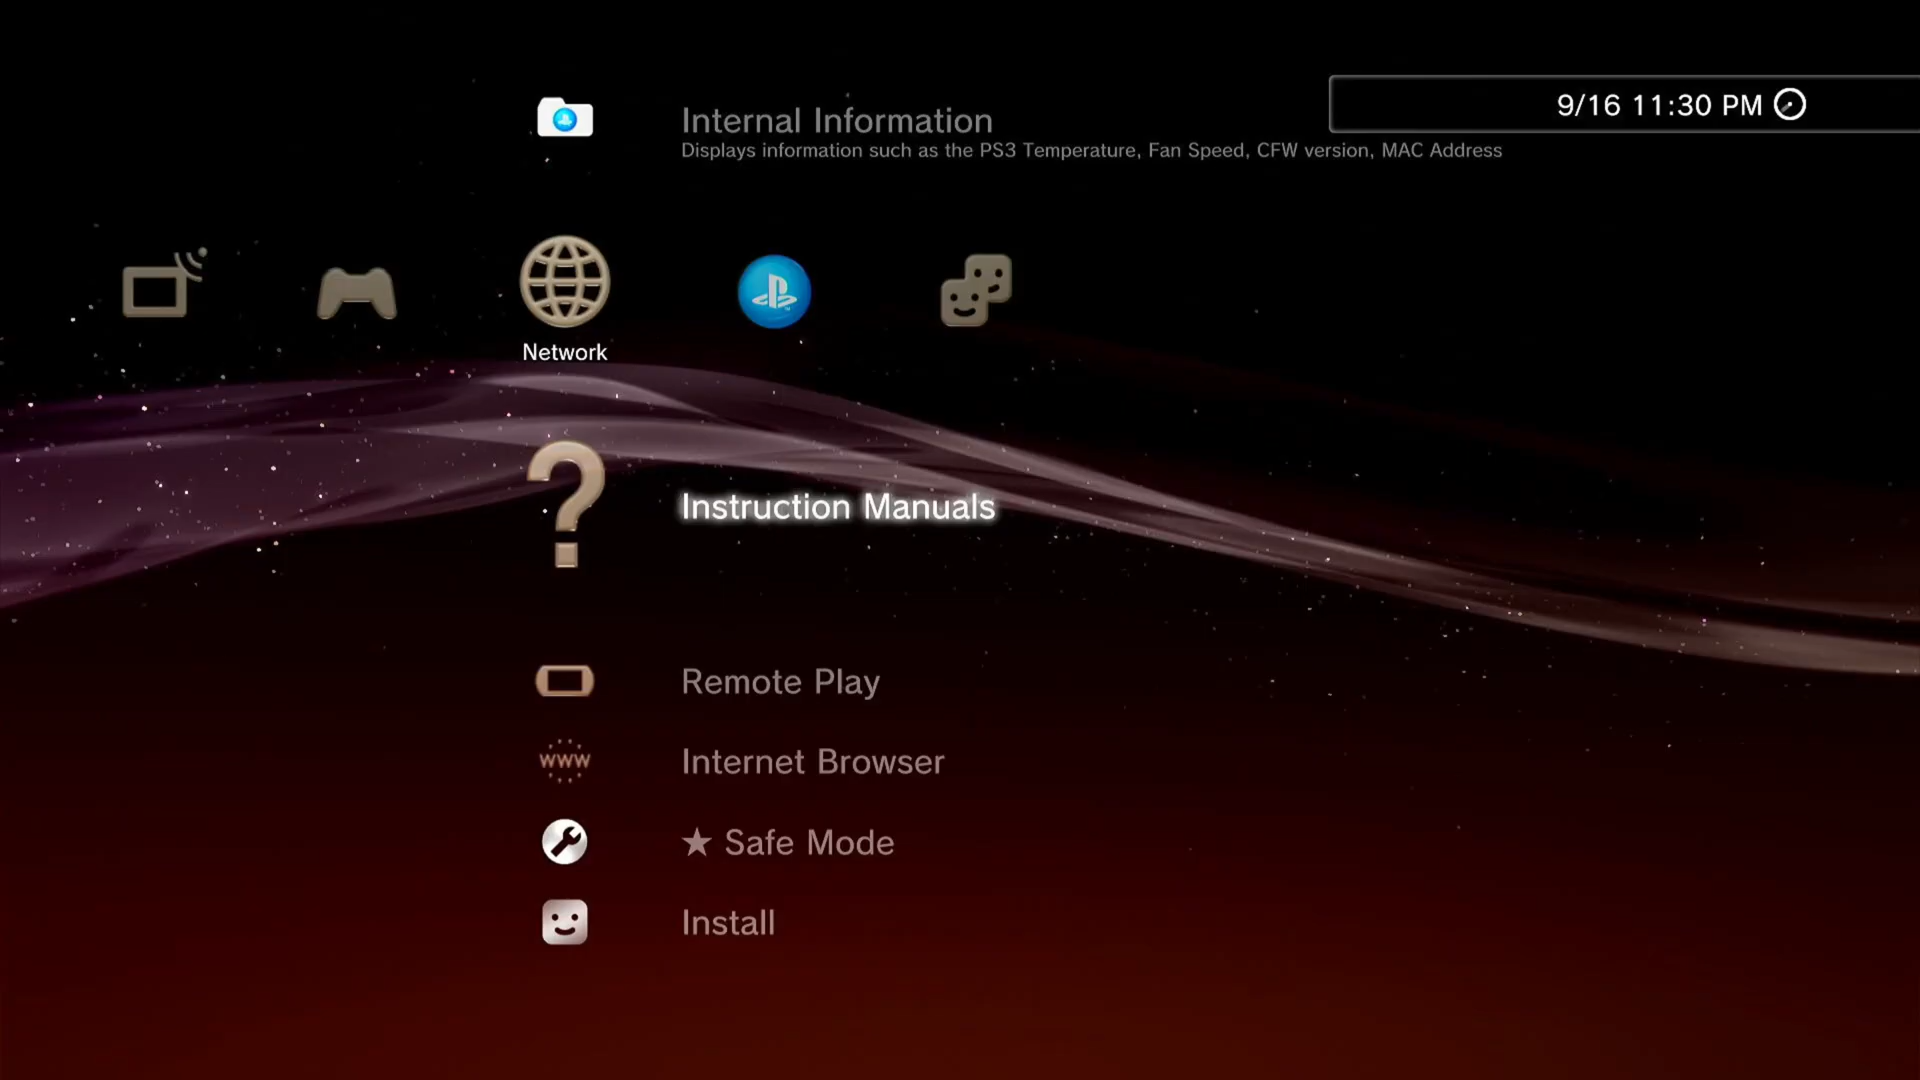 Internal Information
9/16 11:30 PM
Displays information such as the PS3 Temperature, Fan Speed, CFW version, MAC Address
Network
Instruction Manuals
Remote Play
www
Internet Browser
★ Safe Mode
Install